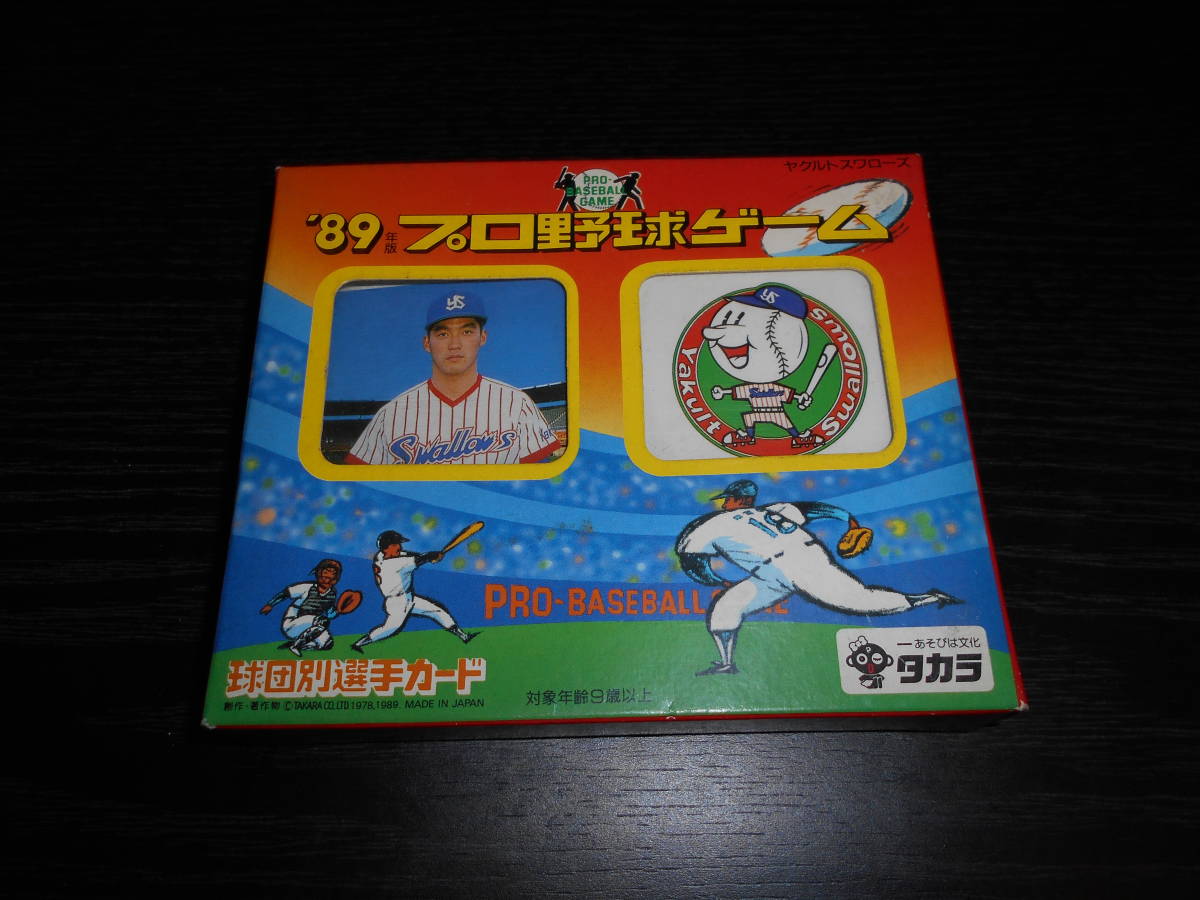 ヤクルトスワローズ
PRO-
BASEBALL
GAME
'89年版 プロ野球ゲーム
YS
Swallows
YS
Yakult Swallows
Swallows
PRO-BASEBALL
球団別選手カード
創作・著作物 ©TAKARA CO.,LTD 1978,1989. MADE IN JAPAN
対象年齢9歳以上
あそびは文化
タカラ